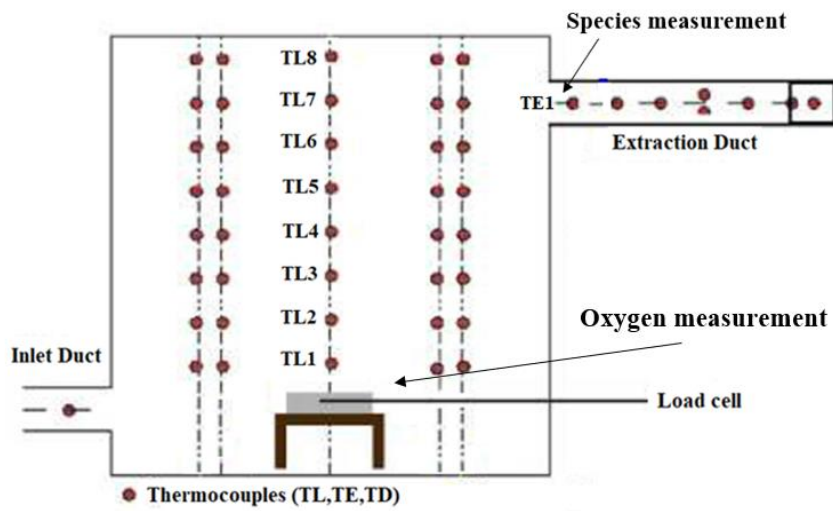 Species measurement
TL8
TL7
TE1
TL6
Extraction Duct
TL5
TL4
TL3
TL2
Oxygen measurement
Inlet Duct
TL1
Load cell
Thermocouples (TL,TE,TD)